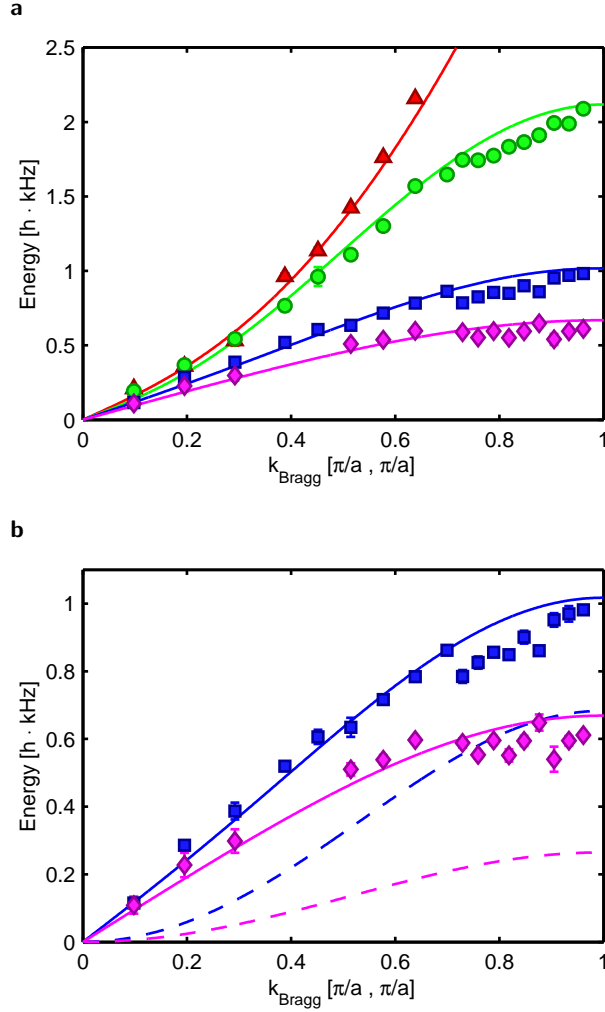 a
2.5
2
1.5
1
0.5
0
Energy [h · kHz]
0 0.2 0.4 0.6 0.8 1
k_Bragg [π/a , π/a]
b
1
0.8
0.6
0.4
0.2
0
Energy [h · kHz]
0 0.2 0.4 0.6 0.8 1
k_Bragg [π/a , π/a]